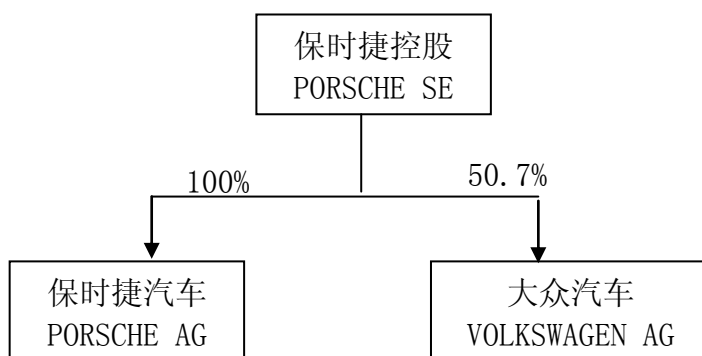 保时捷控股
PORSCHE SE
100%
50.7%
保时捷汽车
PORSCHE AG
大众汽车
VOLKSWAGEN AG